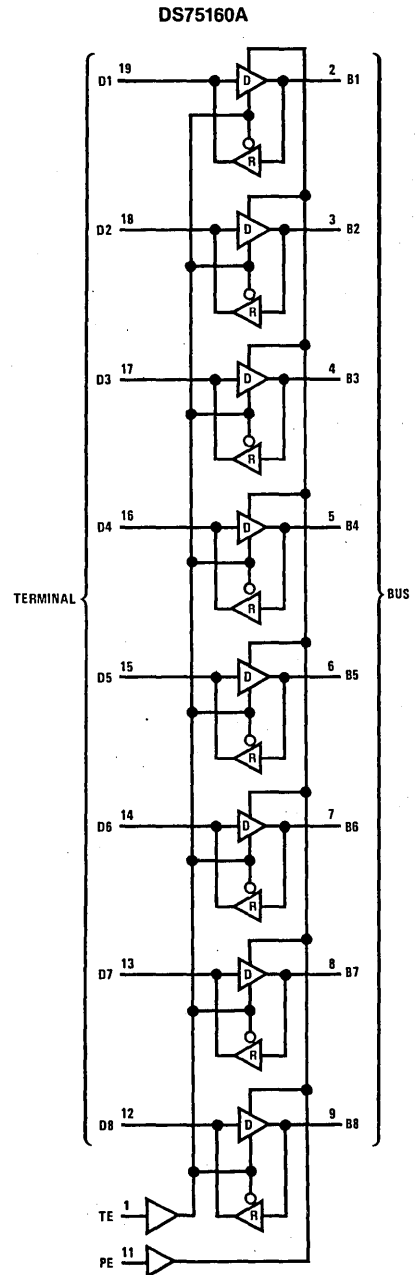 DS75160A
D1 19 D 2 B1
R
D2 18 D 3 B2
R
D3 17 D 4 B3
R
D4 16 D 5 B4
R
TERMINAL BUS
D5 15 D 6 B5
R
D6 14 D 7 B6
R
D7 13 D 8 B7
R
D8 12 D 9 B8
R
TE 1
PE 11